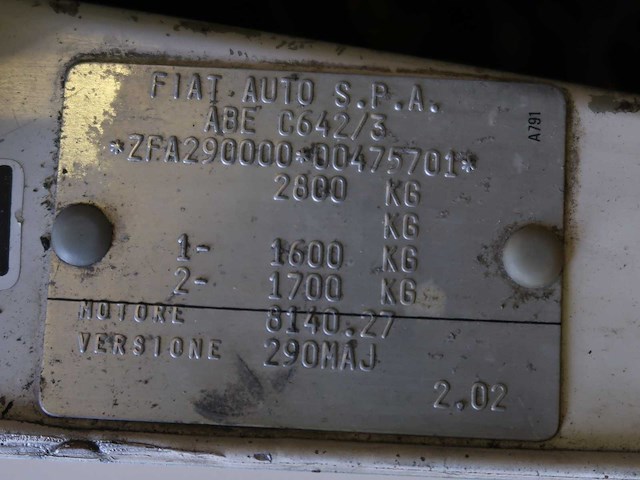 FIAT AUTO S.P.A.
ABE C642/3
*ZFA290000*00475701*
2800 KG
KG
1- 1600 KG
2- 1700 KG
MOTORE 8140.27
VERSIONE 290MAJ
2.02
A791